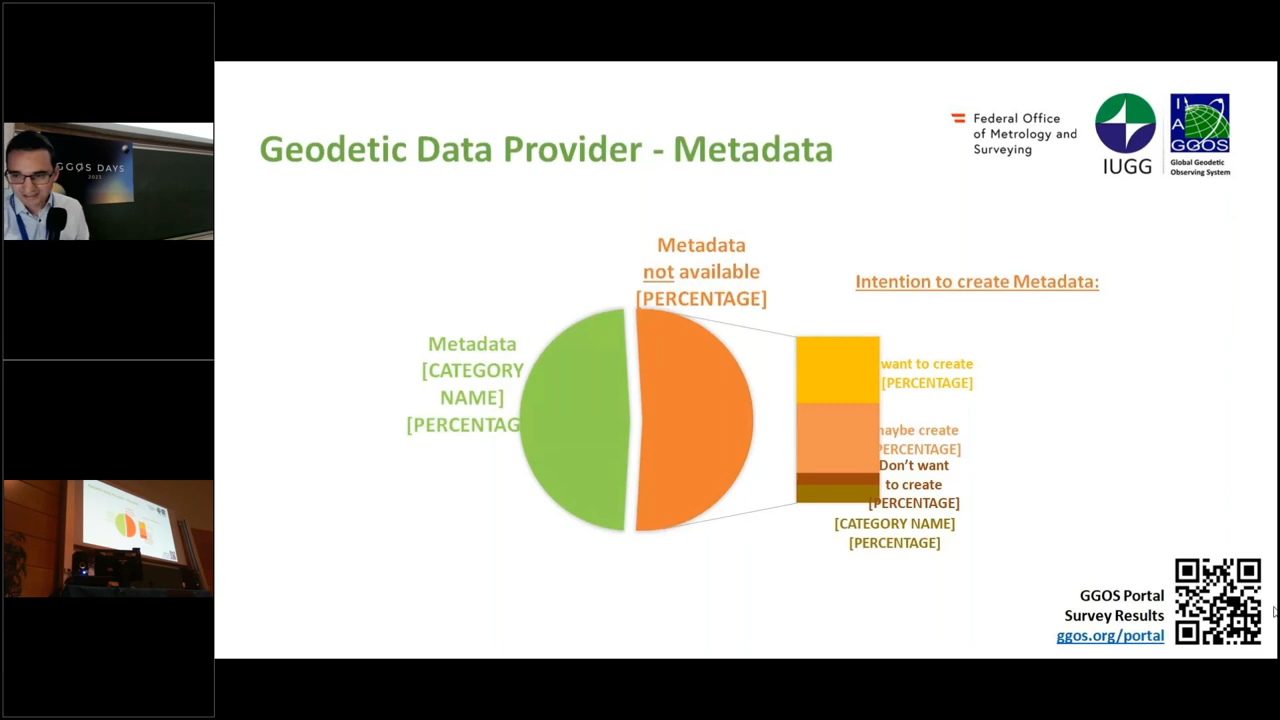 GGOS DAYS
2023
Geodetic Data Provider - Metadata
Federal Office
of Metrology and
Surveying
IUGG
I
A
GGOS
Global Geodetic
Observing System
Metadata
not available
[PERCENTAGE]
Intention to create Metadata:
Metadata
[CATEGORY
NAME]
[PERCENTAG
want to create
[PERCENTAGE]
maybe create
PERCENTAGE]
Don't want
to create
[PERCENTAGE]
[CATEGORY NAME]
[PERCENTAGE]
GGOS Portal
Survey Results
ggos.org/portal